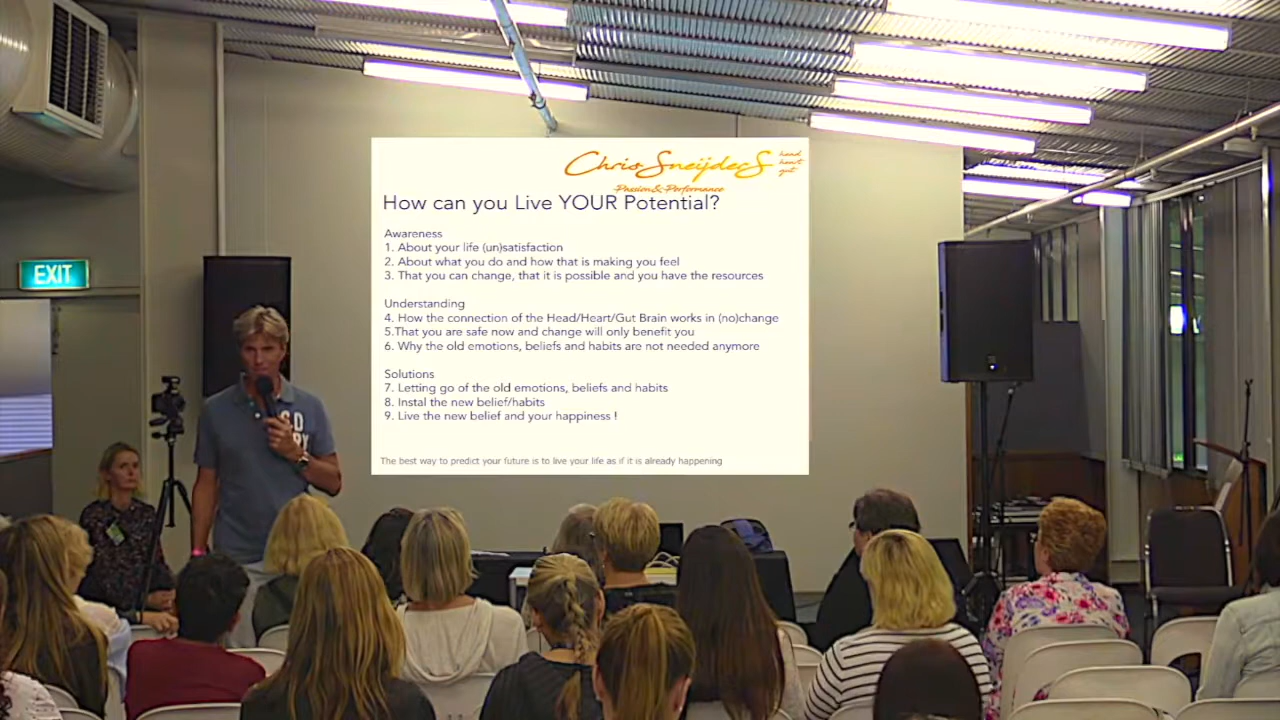 Chris Sneijders head
heart
gut
Passion & Performance
How can you Live YOUR Potential?
Awareness
1. About your life (un)satisfaction
2. About what you do and how that is making you feel
3. That you can change, that it is possible and you have the resources
Understanding
4. How the connection of the Head/Heart/Gut Brain works in (no)change
5.That you are safe now and change will only benefit you
6. Why the old emotions, beliefs and habits are not needed anymore
Solutions
7. Letting go of the old emotions, beliefs and habits
8. Instal the new belief/habits
9. Live the new belief and your happiness !
The best way to predict your future is to live your life as if it is already happening
EXIT